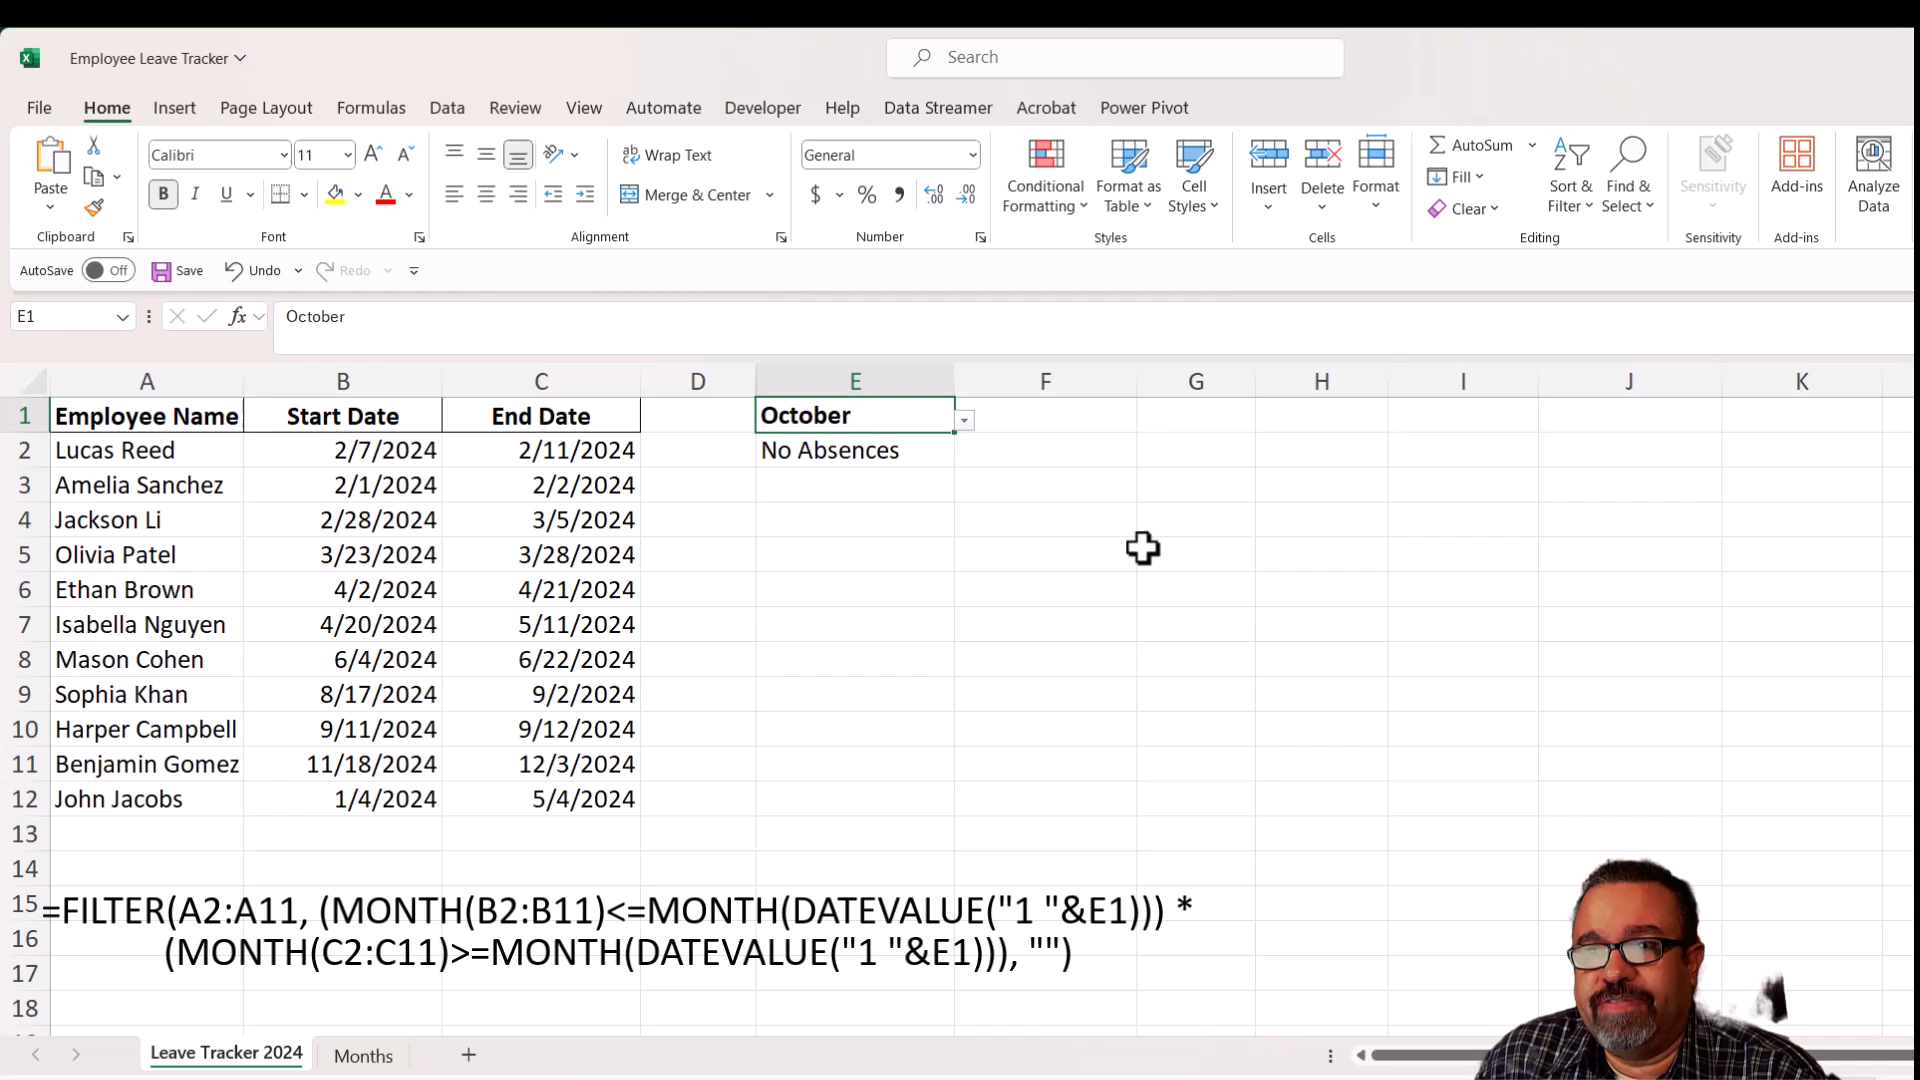 Employee Leave Tracker
Search
File Home Insert Page Layout Formulas Data Review View Automate Developer Help Data Streamer Acrobat Power Pivot
Paste
Clipboard
Calibri 11
B I U A
Font
Wrap Text
Merge & Center
Alignment
General
$ %
Number
Conditional Formatting
Format as Table
Cell Styles
Styles
Insert
Delete
Format
Cells
AutoSum
Fill
Clear
Sort & Filter
Find & Select
Editing
Sensitivity
Sensitivity
Add-ins
Add-ins
Analyze Data
AutoSave Off Save Undo Redo
E1 fx October
A B C D E F G H I J K
1 Employee Name Start Date End Date October
2 Lucas Reed 2/7/2024 2/11/2024 No Absences
3 Amelia Sanchez 2/1/2024 2/2/2024
4 Jackson Li 2/28/2024 3/5/2024
5 Olivia Patel 3/23/2024 3/28/2024
6 Ethan Brown 4/2/2024 4/21/2024
7 Isabella Nguyen 4/20/2024 5/11/2024
8 Mason Cohen 6/4/2024 6/22/2024
9 Sophia Khan 8/17/2024 9/2/2024
10 Harper Campbell 9/11/2024 9/12/2024
11 Benjamin Gomez 11/18/2024 12/3/2024
12 John Jacobs 1/4/2024 5/4/2024
13
14
15 =FILTER(A2:A11, (MONTH(B2:B11)<=MONTH(DATEVALUE("1 "&E1))) *
16 (MONTH(C2:C11)>=MONTH(DATEVALUE("1 "&E1))), "")
17
18
Leave Tracker 2024 Months